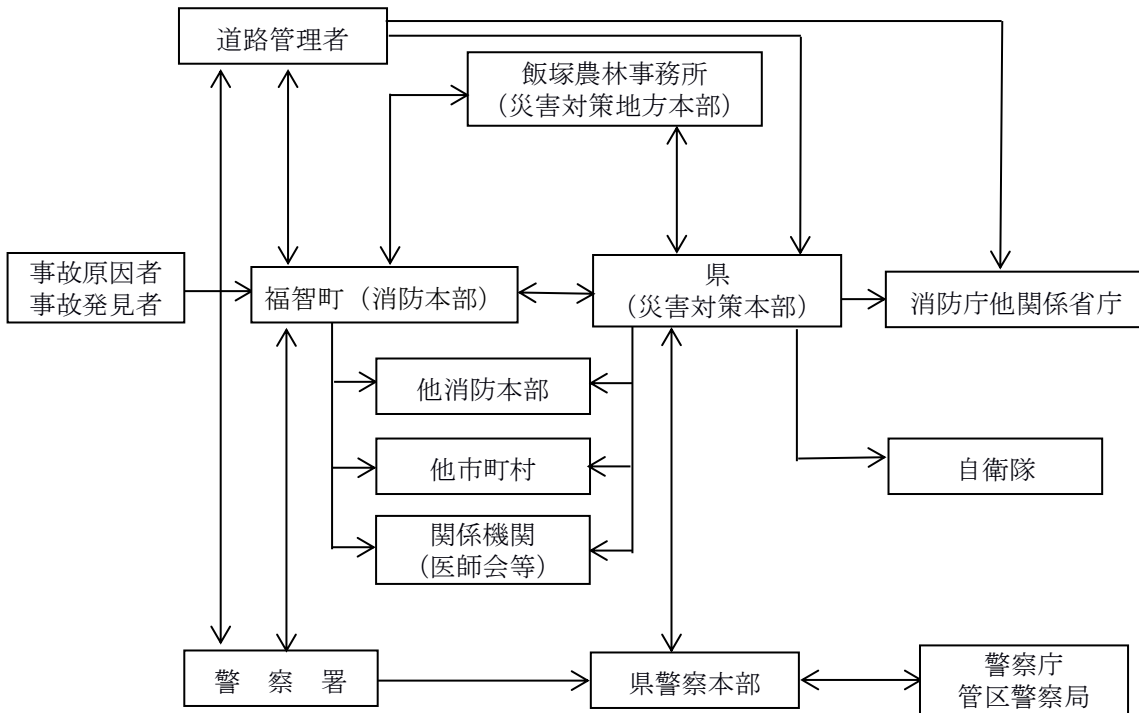 道路管理者
飯塚農林事務所
（災害対策地方本部）
事故原因者
事故発見者
福智町（消防本部）
県
（災害対策本部）
消防庁他関係省庁
他消防本部
他市町村
自衛隊
関係機関
（医師会等）
警　察　署
県警察本部
警察庁
管区警察局